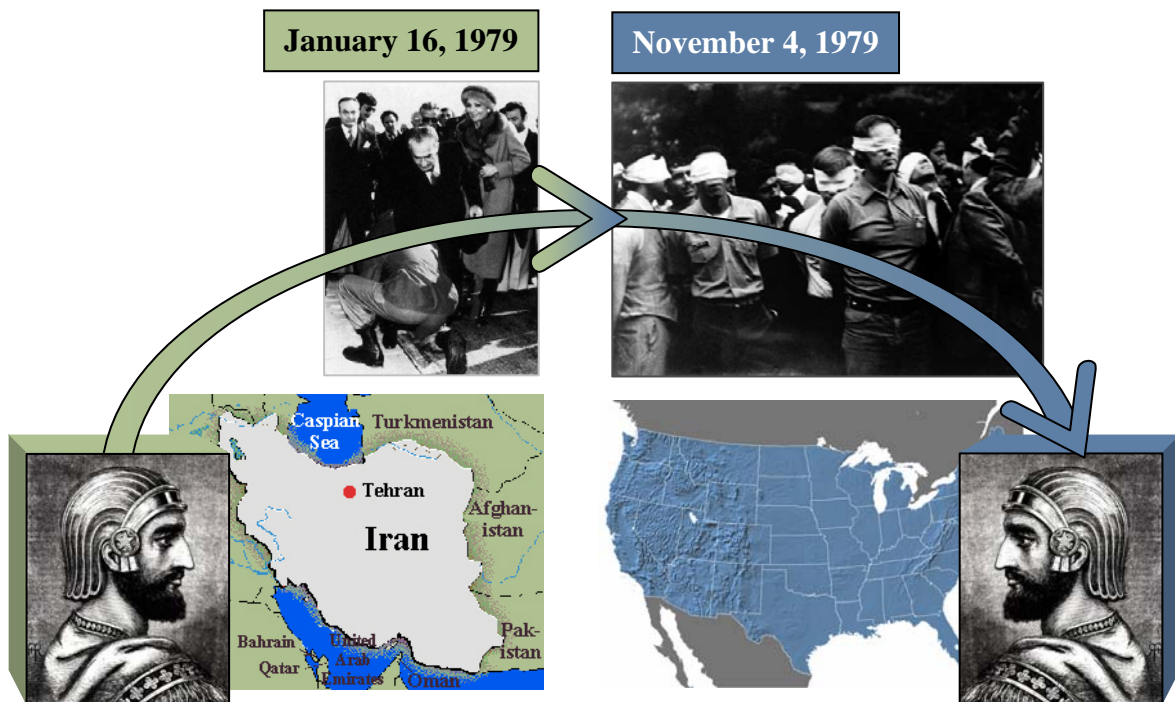 January 16, 1979
November 4, 1979
Caspian
Sea
Turkmenistan
Tehran
Afghan-
istan
Iran
Pak-
istan
Bahrain
Qatar
United
Arab
Emirates
Oman